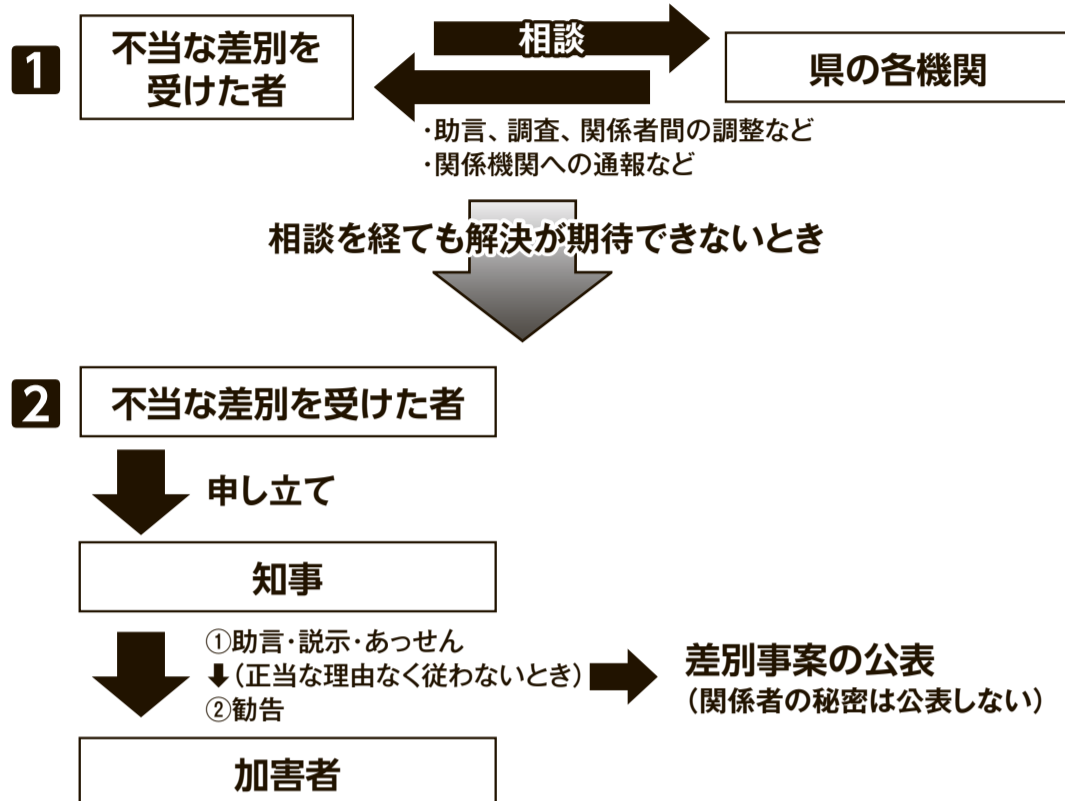 1
不当な差別を
受けた者
相談
県の各機関
・助言、調査、関係者間の調整など
・関係機関への通報など
相談を経ても解決が期待できないとき
2
不当な差別を受けた者
申し立て
知事
①助言・説示・あっせん
⬇(正当な理由なく従わないとき)
②勧告
差別事案の公表
(関係者の秘密は公表しない)
加害者